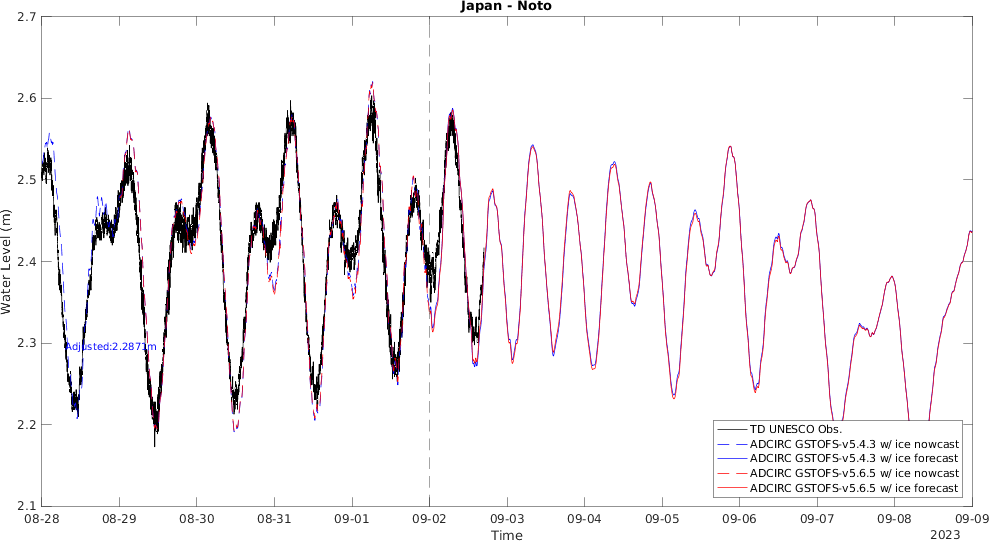 Japan - Noto
2.7
2.6
2.5
2.4
2.3
2.2
2.1
Water Level (m)
Adjusted:2.2871m
TD UNESCO Obs.
ADCIRC GSTOFS-v5.4.3 w/ ice nowcast
ADCIRC GSTOFS-v5.4.3 w/ ice forecast
ADCIRC GSTOFS-v5.6.5 w/ ice nowcast
ADCIRC GSTOFS-v5.6.5 w/ ice forecast
08-28 08-29 08-30 08-31 09-01 09-02 09-03 09-04 09-05 09-06 09-07 09-08 09-09
Time
2023